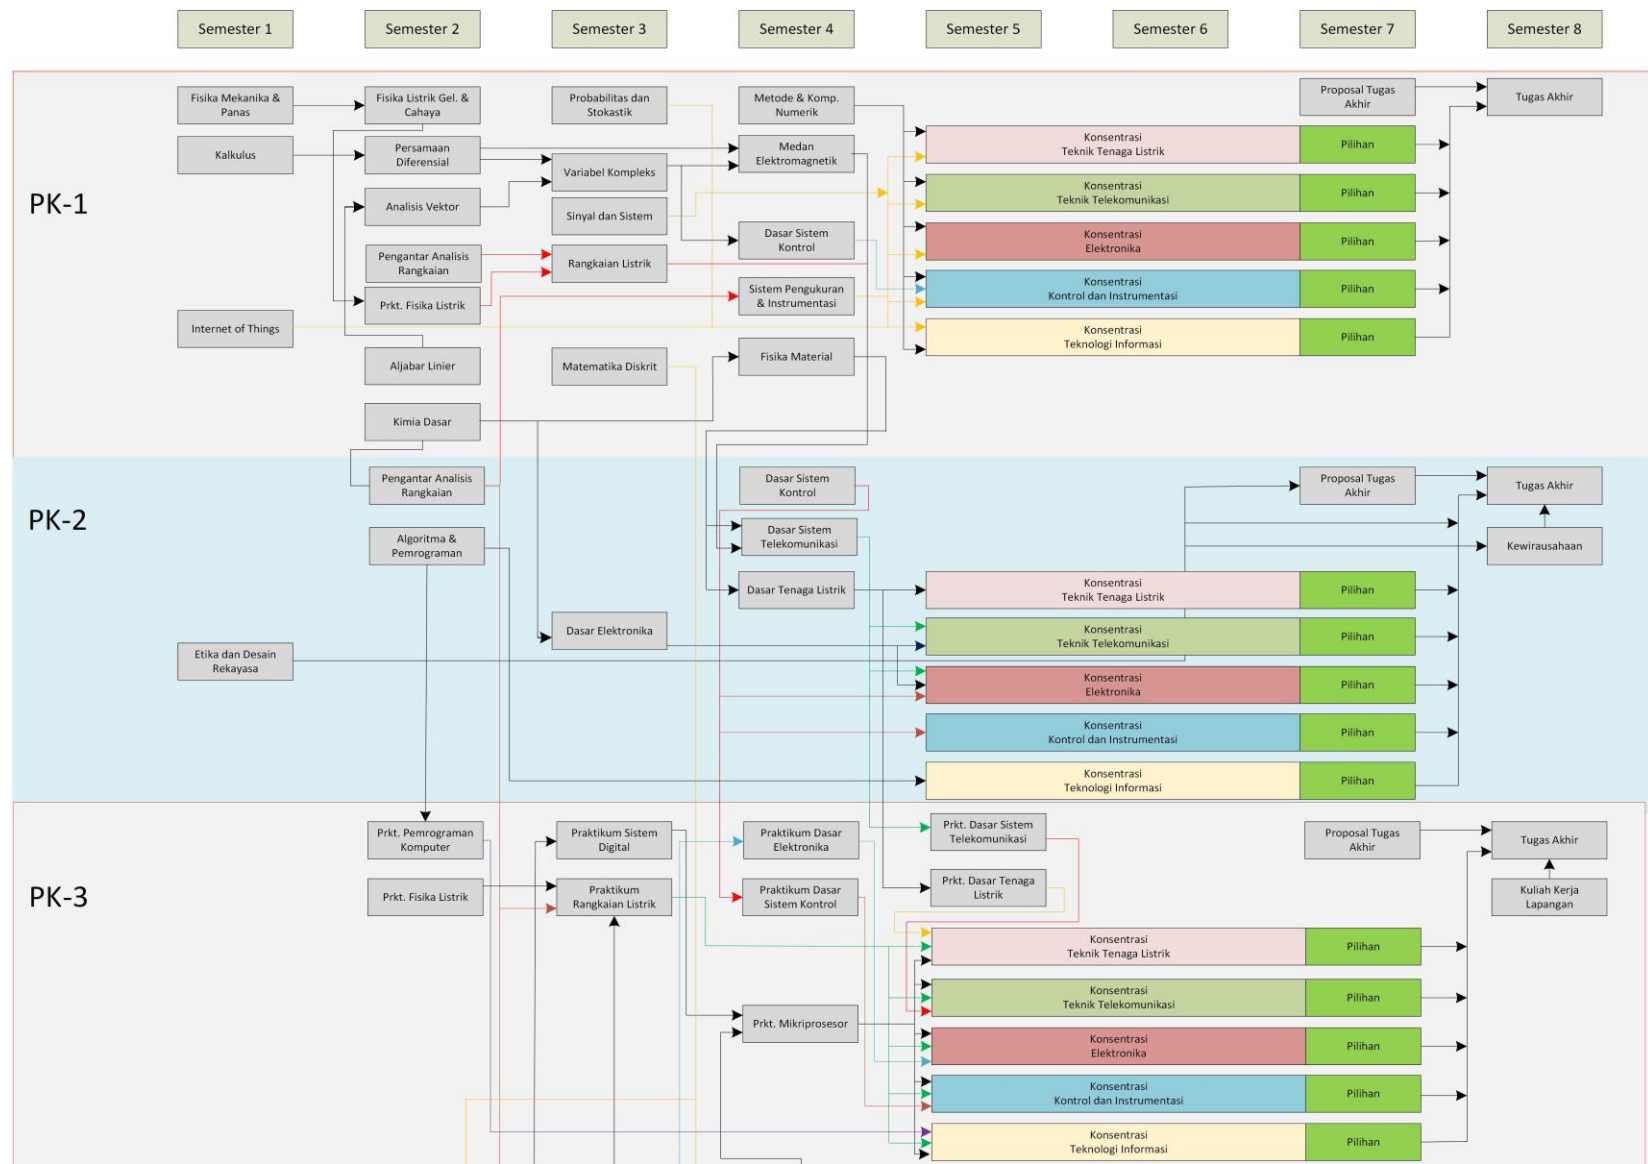 Semester 1
Semester 2
Semester 3
Semester 4
Semester 5
Semester 6
Semester 7
Semester 8
PK-1
Fisika Mekanika &
Panas
Fisika Listrik Gel. &
Cahaya
Probabilitas dan
Stokastik
Metode & Komp.
Numerik
Proposal Tugas
Akhir
Tugas Akhir
Kalkulus
Persamaan
Diferensial
Variabel Kompleks
Medan
Elektromagnetik
Konsentrasi
Teknik Tenaga Listrik
Pilihan
Analisis Vektor
Sinyal dan Sistem
Konsentrasi
Teknik Telekomunikasi
Pilihan
Pengantar Analisis
Rangkaian
Rangkaian Listrik
Dasar Sistem
Kontrol
Konsentrasi
Elektronika
Pilihan
Prkt. Fisika Listrik
Sistem Pengukuran
& Instrumentasi
Konsentrasi
Kontrol dan Instrumentasi
Pilihan
Internet of Things
Konsentrasi
Teknologi Informasi
Pilihan
Aljabar Linier
Matematika Diskrit
Fisika Material
Kimia Dasar
PK-2
Pengantar Analisis
Rangkaian
Dasar Sistem
Kontrol
Proposal Tugas
Akhir
Tugas Akhir
Algoritma &
Pemrograman
Dasar Sistem
Telekomunikasi
Kewirausahaan
Dasar Tenaga Listrik
Konsentrasi
Teknik Tenaga Listrik
Pilihan
Dasar Elektronika
Konsentrasi
Teknik Telekomunikasi
Pilihan
Etika dan Desain
Rekayasa
Konsentrasi
Elektronika
Pilihan
Konsentrasi
Kontrol dan Instrumentasi
Pilihan
Konsentrasi
Teknologi Informasi
Pilihan
PK-3
Prkt. Pemrograman
Komputer
Praktikum Sistem
Digital
Praktikum Dasar
Elektronika
Prkt. Dasar Sistem
Telekomunikasi
Proposal Tugas
Akhir
Tugas Akhir
Prkt. Fisika Listrik
Praktikum
Rangkaian Listrik
Praktikum Dasar
Sistem Kontrol
Prkt. Dasar Tenaga
Listrik
Kuliah Kerja
Lapangan
Konsentrasi
Teknik Tenaga Listrik
Pilihan
Konsentrasi
Teknik Telekomunikasi
Pilihan
Prkt. Mikriprosesor
Konsentrasi
Elektronika
Pilihan
Konsentrasi
Kontrol dan Instrumentasi
Pilihan
Konsentrasi
Teknologi Informasi
Pilihan